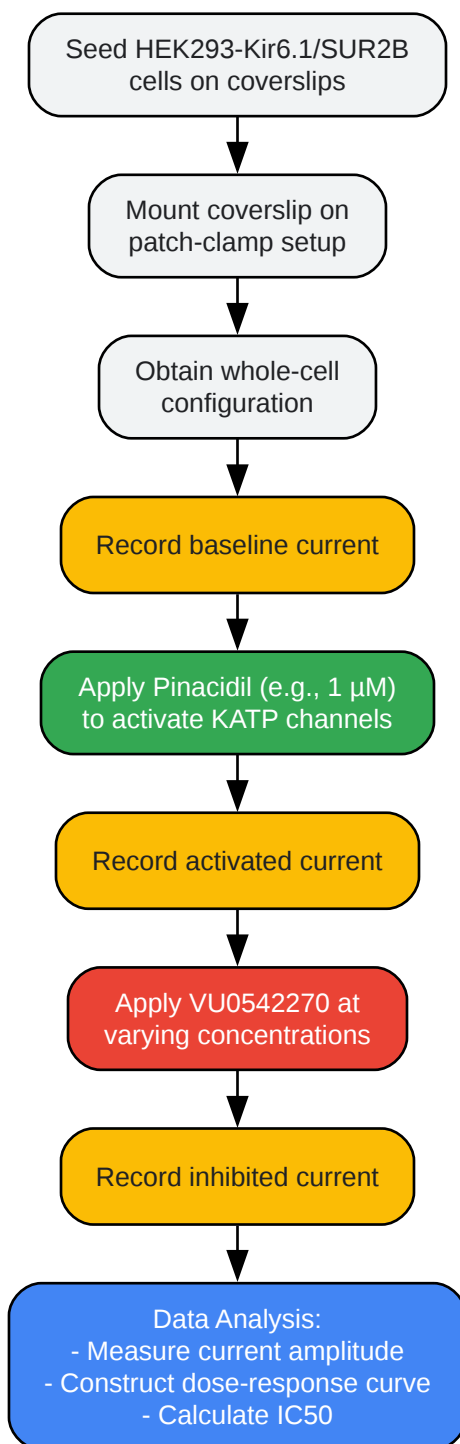 Seed HEK293-Kir6.1/SUR2B
cells on coverslips
Mount coverslip on
patch-clamp setup
Obtain whole-cell
configuration
Record baseline current
Apply Pinacidil (e.g., 1 µM)
to activate KATP channels
Record activated current
Apply VU0542270 at
varying concentrations
Record inhibited current
Data Analysis:
- Measure current amplitude
- Construct dose-response curve
- Calculate IC50